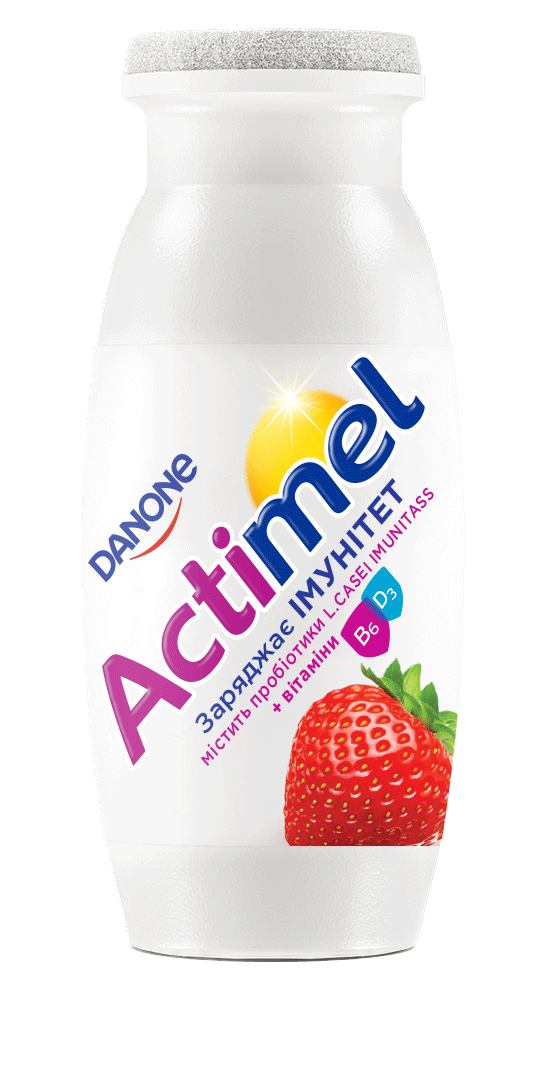 DANONE
Actimel
Заряджає ІМУНІТЕТ
містить пробіотики L.CASEI IMUNITASS
+ вітаміни B6 D3